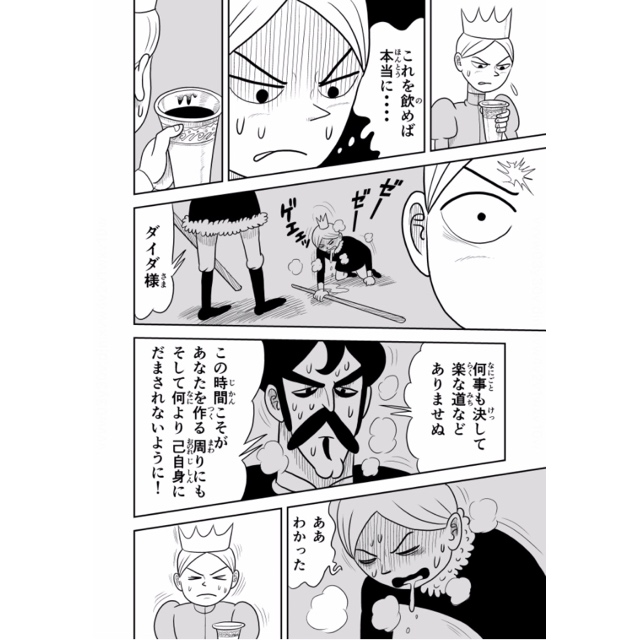 これを飲めば
本当に・・・・
ゼー
ゼー
ゲエエッ
ダイダ様
何事も決して
楽な道など
ありませぬ
この時間こそが
あなたを作る 周りにも
そして何より 己自身に
だまされないように！
ああ
わかった